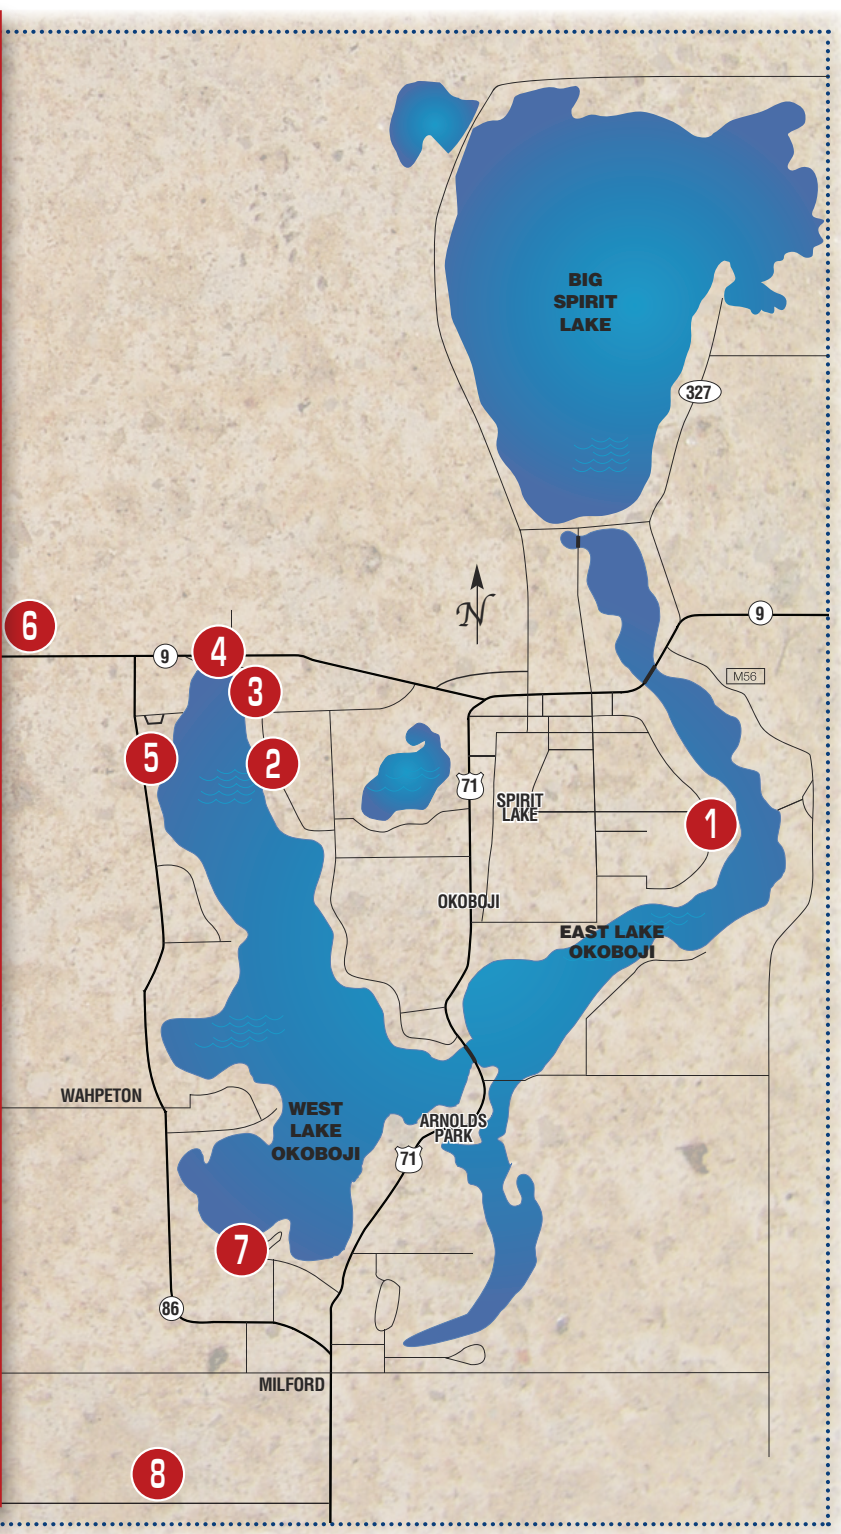 BIG
SPIRIT
LAKE
327
N
6
9
4
9
3
M56
5
2
71
SPIRIT
LAKE
1
OKOBOJI
EAST LAKE
OKOBOJI
WAHPETON
WEST
LAKE
OKOBOJI
ARNOLDS
PARK
71
7
86
MILFORD
8